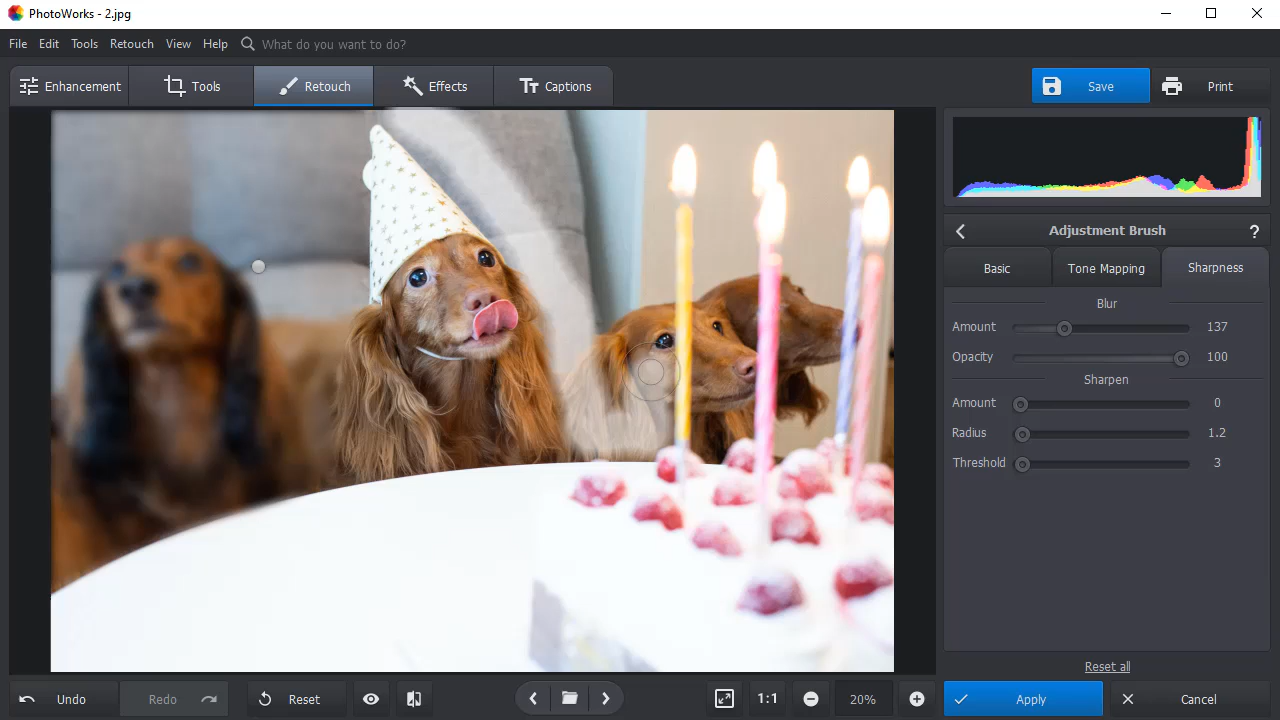 PhotoWorks - 2.jpg
File Edit Tools Retouch View Help What do you want to do?
Enhancement Tools Retouch Effects Captions Save Print
Adjustment Brush ?
Basic Tone Mapping Sharpness
Blur
Amount 137
Opacity 100
Sharpen
Amount 0
Radius 1.2
Threshold 3
Reset all
Undo Redo Reset 1:1 20% Apply Cancel